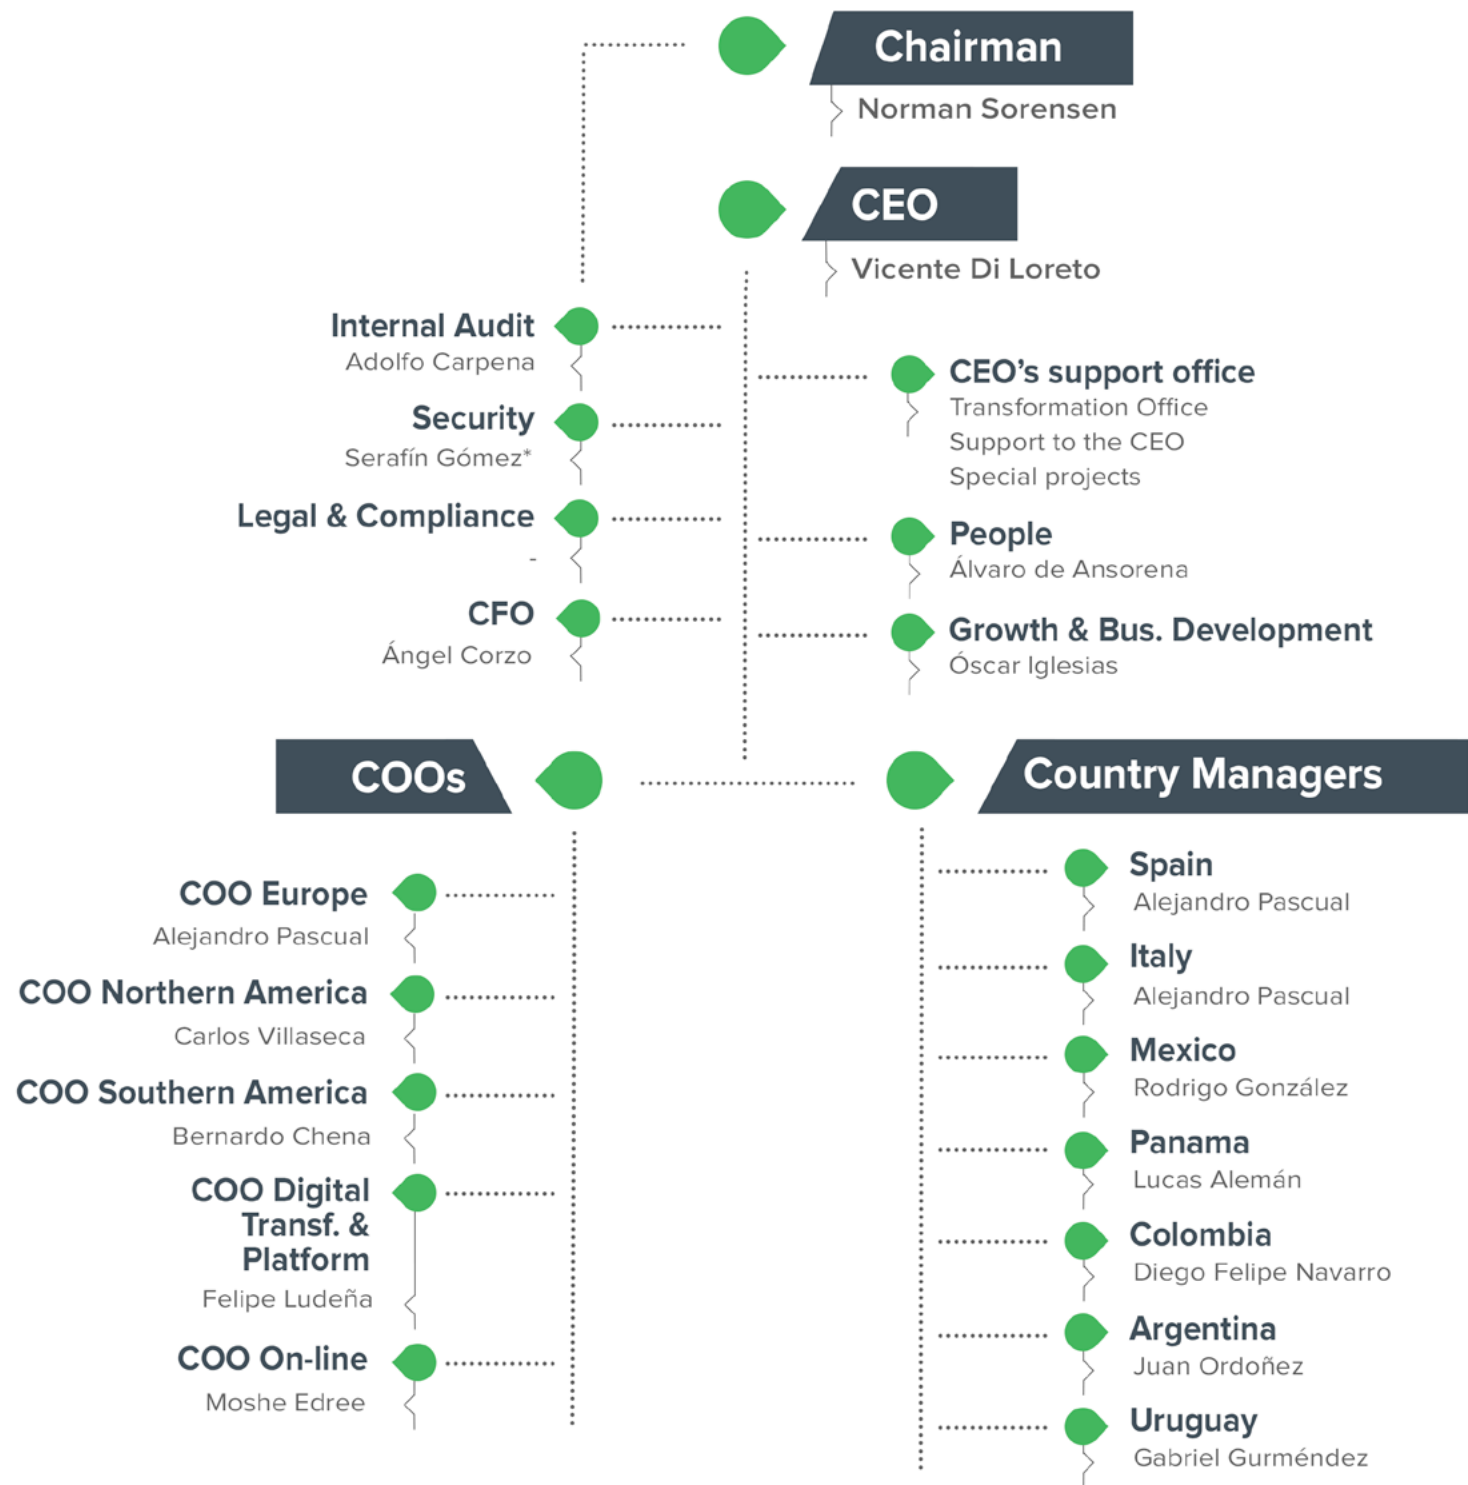 Chairman
Norman Sorensen
CEO
Vicente Di Loreto
Internal Audit
Adolfo Carpena
Security
Serafín Gómez*
Legal & Compliance
-
CFO
Ángel Corzo
CEO’s support office
Transformation Office
Support to the CEO
Special projects
People
Álvaro de Ansorena
Growth & Bus. Development
Óscar Iglesias
COOs
COO Europe
Alejandro Pascual
COO Northern America
Carlos Villaseca
COO Southern America
Bernardo Chena
COO Digital
Transf. &
Platform
Felipe Ludeña
COO On-line
Moshe Edree
Country Managers
Spain
Alejandro Pascual
Italy
Alejandro Pascual
Mexico
Rodrigo González
Panama
Lucas Alemán
Colombia
Diego Felipe Navarro
Argentina
Juan Ordoñez
Uruguay
Gabriel Gurméndez